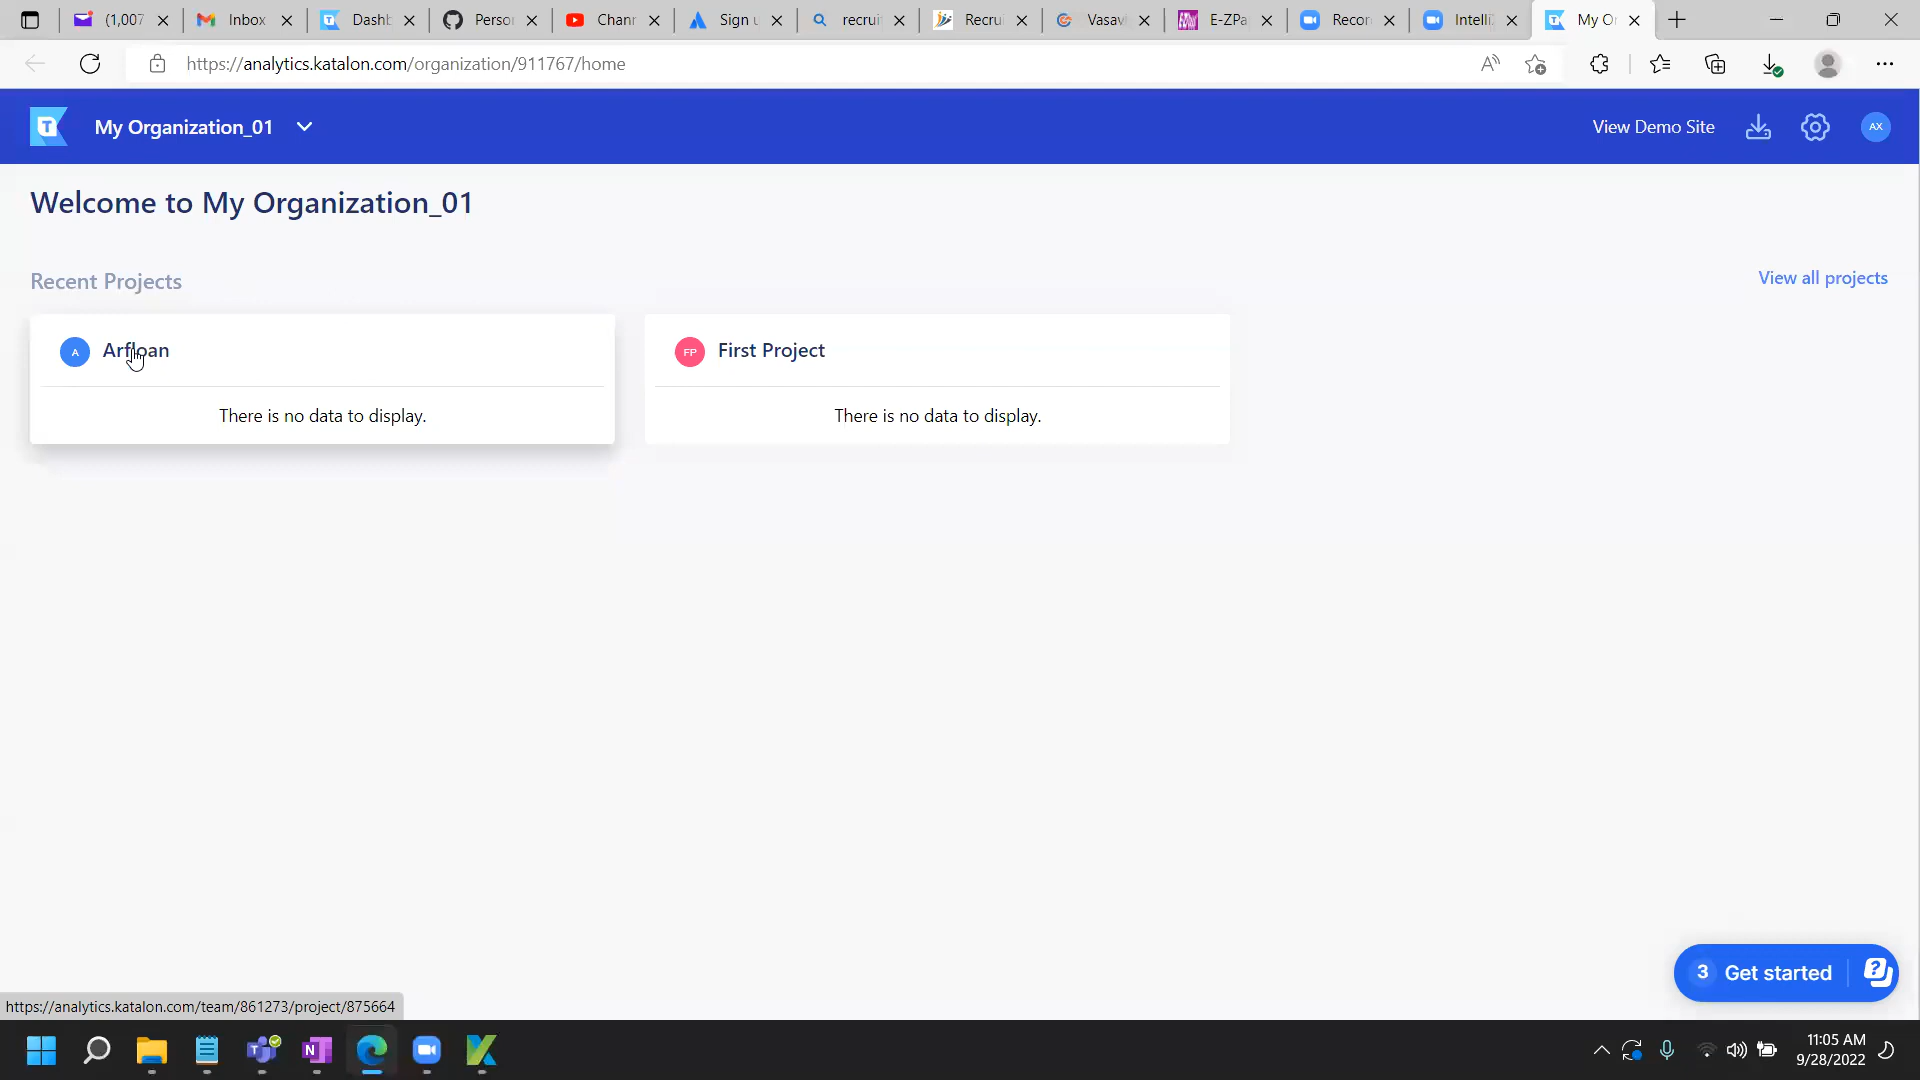 (1,007
Inbox
Dashb
Perso
Chanr
Sign u
recrui
Recru
Vasav
E-ZPa
Recor
Intelli
My Or
https://analytics.katalon.com/organization/911767/home
T
My Organization_01
View Demo Site
AX
Welcome to My Organization_01
Recent Projects
View all projects
A
Arfloan
FP
First Project
There is no data to display.
There is no data to display.
3
Get started
https://analytics.katalon.com/team/861273/project/875664
11:05 AM
9/28/2022